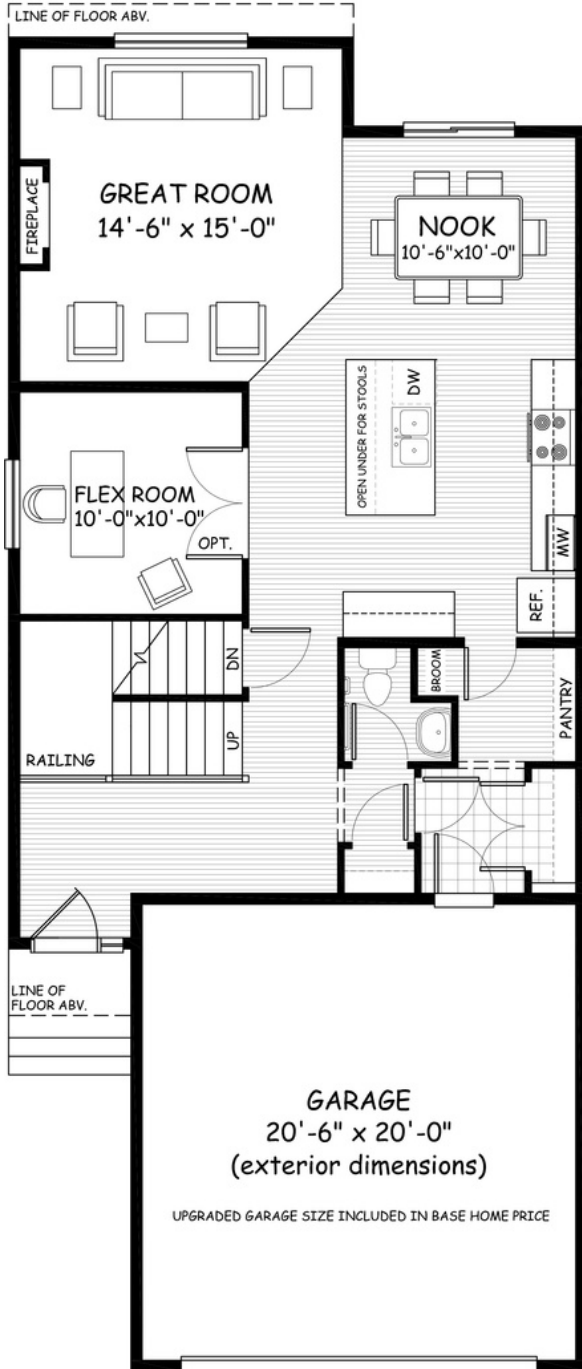 LINE OF FLOOR ABV.
GREAT ROOM
14'-6" x 15'-0"
FIREPLACE
NOOK
10'-6"x10'-0"
OPEN UNDER FOR STOOLS
DW
FLEX ROOM
10'-0"x10'-0"
OPT.
MW
REF.
DN
BROOM
PANTRY
UP
RAILING
LINE OF
FLOOR ABV.
GARAGE
20'-6" x 20'-0"
(exterior dimensions)
UPGRADED GARAGE SIZE INCLUDED IN BASE HOME PRICE